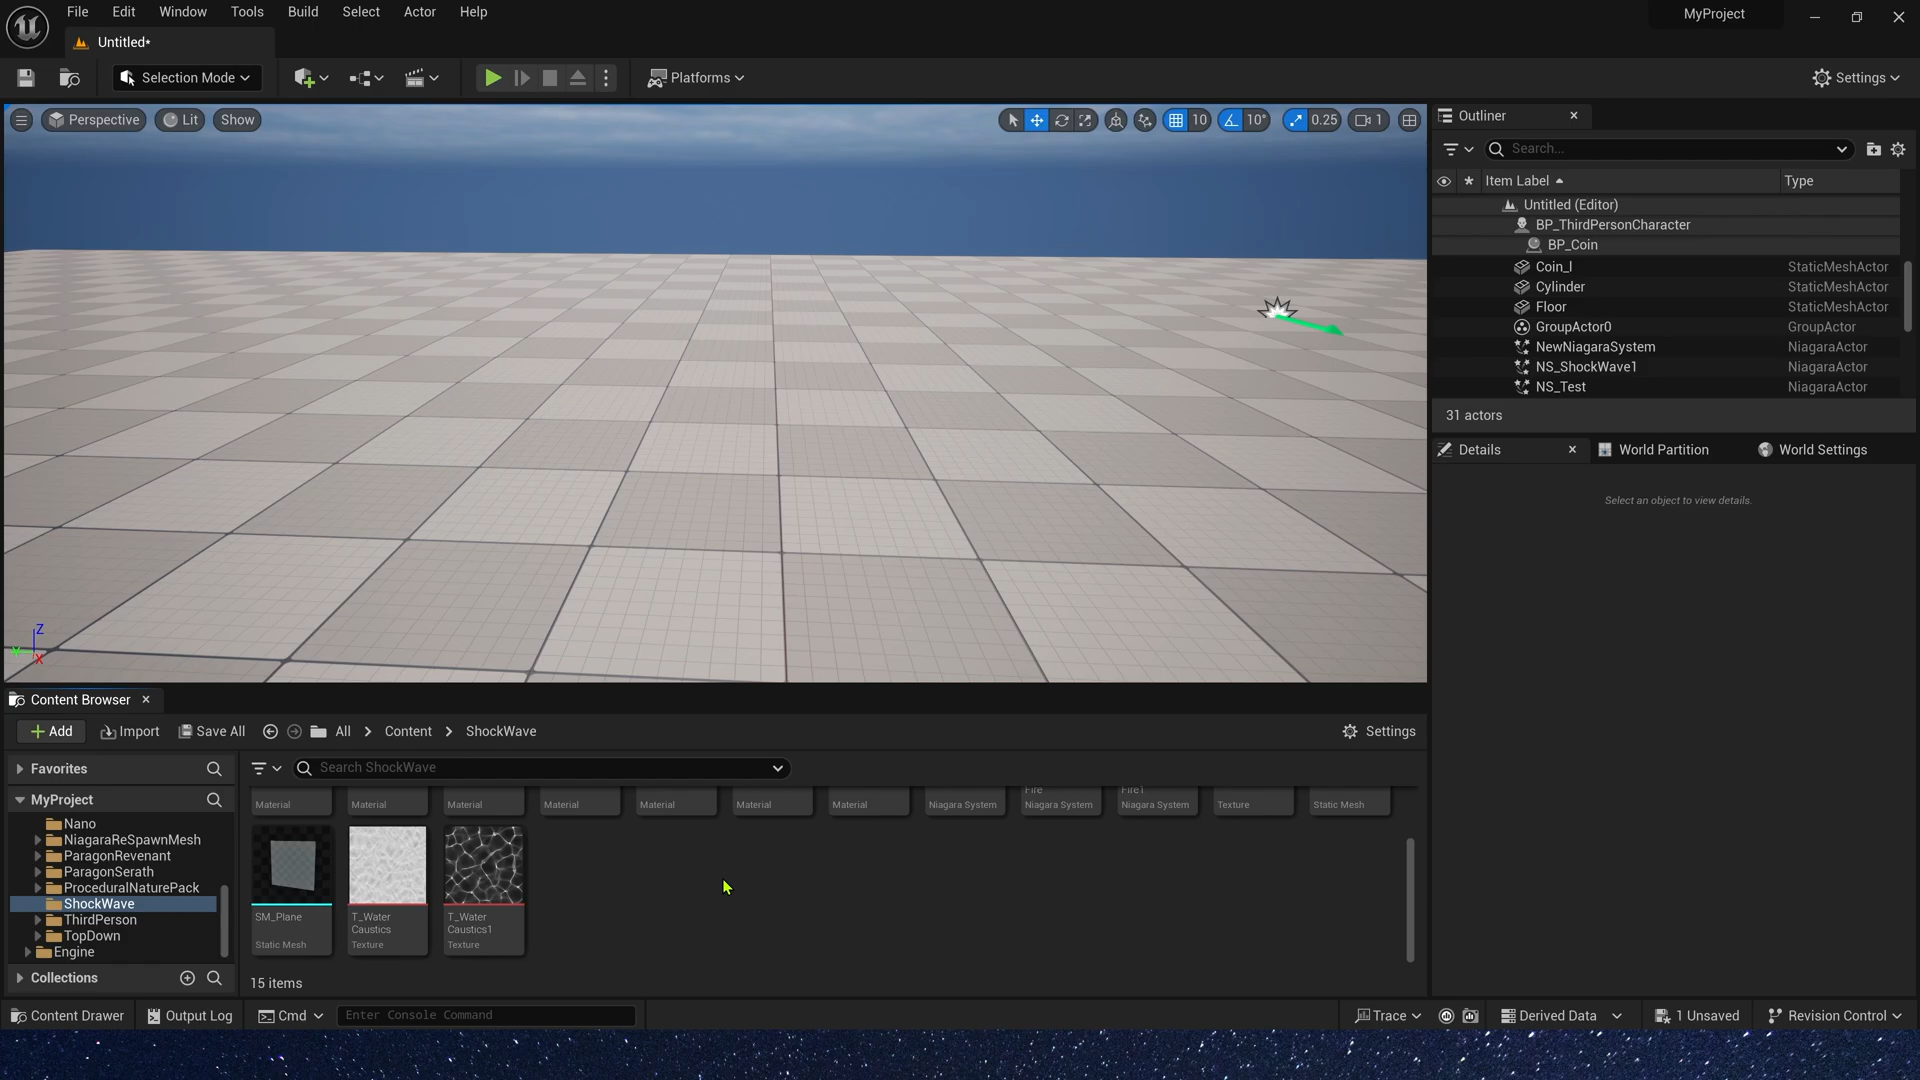 File Edit Window Tools Build Select Actor Help
MyProject
Untitled*
Selection Mode
Platforms
Settings
Perspective Lit Show
10 10° 0.25 1
Outliner
Search...
Item Label Type
Untitled (Editor)
BP_ThirdPersonCharacter
BP_Coin
Coin_l StaticMeshActor
Cylinder StaticMeshActor
Floor StaticMeshActor
GroupActor0 GroupActor
NewNiagaraSystem NiagaraActor
NS_ShockWave1 NiagaraActor
NS_Test NiagaraActor
31 actors
Details World Partition World Settings
Select an object to view details.
Z
X
Content Browser
Add Import Save All All > Content > ShockWave Settings
Favorites
Search ShockWave
MyProject
Nano
NiagaraReSpawnMesh
ParagonRevenant
ParagonSerath
ProceduralNaturePack
ShockWave
ThirdPerson
TopDown
Engine
Collections
Fire Fire1
Material Material Material Material Material Material Material Niagara System Niagara System Niagara System Texture Static Mesh
SM_Plane
Static Mesh
T_Water
Caustics
Texture
T_Water
Caustics1
Texture
15 items
Content Drawer Output Log Cmd Enter Console Command Trace Derived Data 1 Unsaved Revision Control